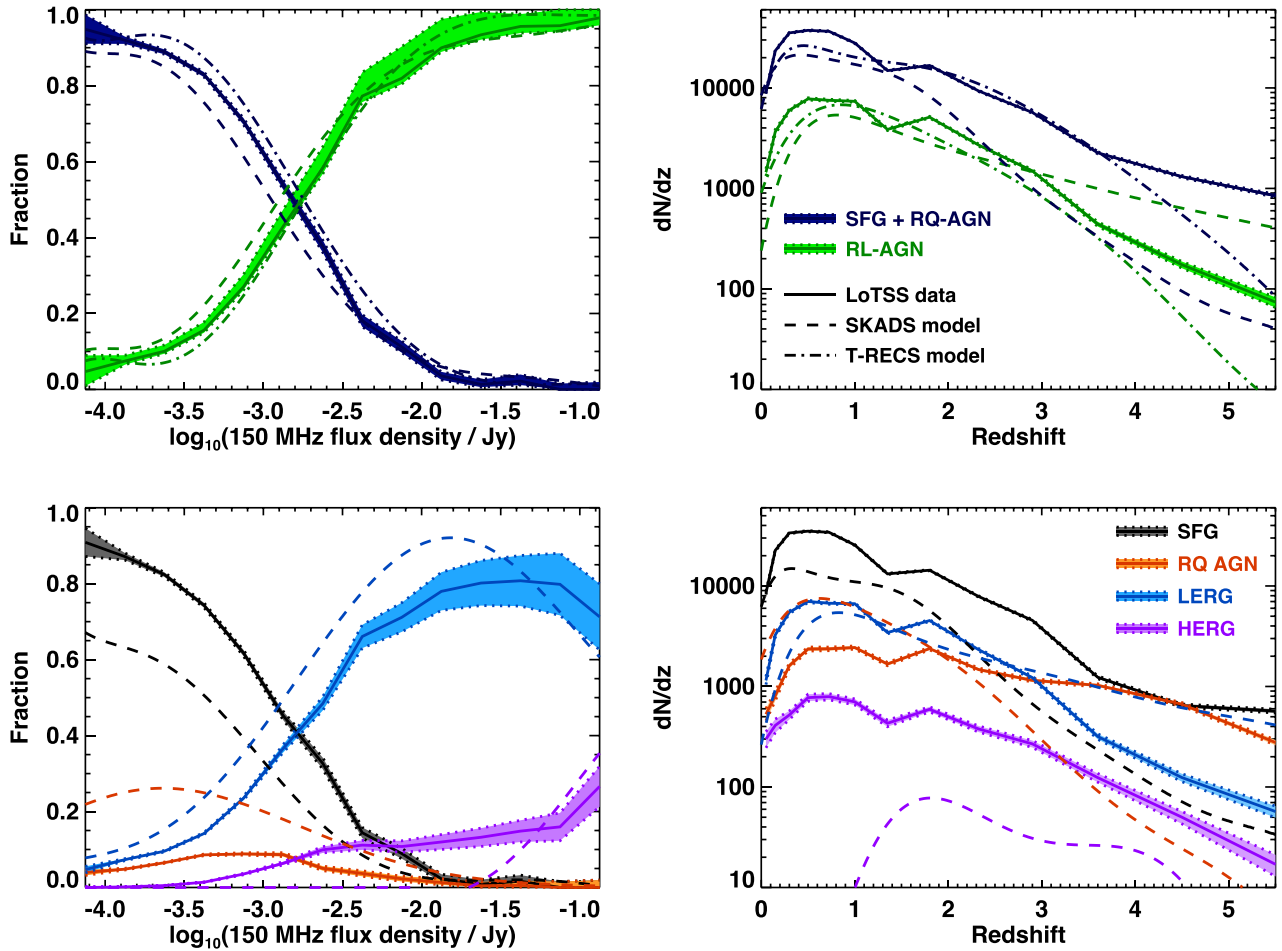 1.0
0.8
0.6
0.4
0.2
0.0
Fraction
-4.0 -3.5 -3.0 -2.5 -2.0 -1.5 -1.0
log10(150 MHz flux density / Jy)
10000
1000
100
10
dN/dz
SFG + RQ-AGN
RL-AGN
LoTSS data
SKADS model
T-RECS model
0 1 2 3 4 5
Redshift
1.0
0.8
0.6
0.4
0.2
0.0
Fraction
-4.0 -3.5 -3.0 -2.5 -2.0 -1.5 -1.0
log10(150 MHz flux density / Jy)
10000
1000
100
10
dN/dz
SFG
RQ AGN
LERG
HERG
0 1 2 3 4 5
Redshift